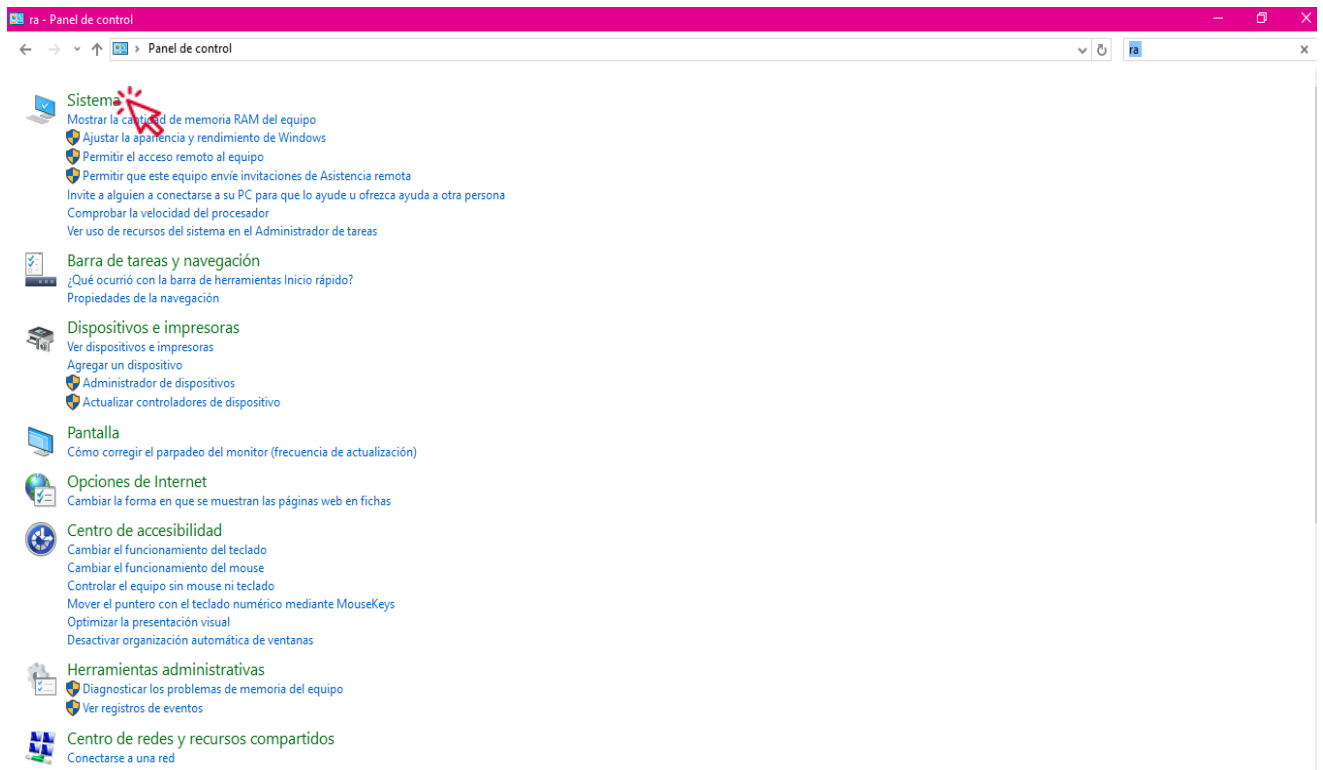 ra - Panel de control
Panel de control
ra
Sistema
Mostrar la cantidad de memoria RAM del equipo
Ajustar la apariencia y rendimiento de Windows
Permitir el acceso remoto al equipo
Permitir que este equipo envíe invitaciones de Asistencia remota
Invite a alguien a conectarse a su PC para que lo ayude u ofrezca ayuda a otra persona
Comprobar la velocidad del procesador
Ver uso de recursos del sistema en el Administrador de tareas
Barra de tareas y navegación
¿Qué ocurrió con la barra de herramientas Inicio rápido?
Propiedades de la navegación
Dispositivos e impresoras
Ver dispositivos e impresoras
Agregar un dispositivo
Administrador de dispositivos
Actualizar controladores de dispositivo
Pantalla
Cómo corregir el parpadeo del monitor (frecuencia de actualización)
Opciones de Internet
Cambiar la forma en que se muestran las páginas web en fichas
Centro de accesibilidad
Cambiar el funcionamiento del teclado
Cambiar el funcionamiento del mouse
Controlar el equipo sin mouse ni teclado
Mover el puntero con el teclado numérico mediante MouseKeys
Optimizar la presentación visual
Desactivar organización automática de ventanas
Herramientas administrativas
Diagnosticar los problemas de memoria del equipo
Ver registros de eventos
Centro de redes y recursos compartidos
Conectarse a una red